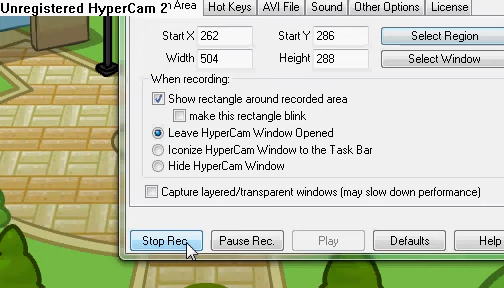 Unregistered HyperCam 2
n Area Hot Keys AVI File Sound Other Options License
Start X 262 Start Y 286 Select Region
Width 504 Height 288 Select Window
When recording:
Show rectangle around recorded area
make this rectangle blink
Leave HyperCam Window Opened
Iconize HyperCam Window to the Task Bar
Hide HyperCam Window
Capture layered/transparent windows (may slow down performance)
Stop Rec. Pause Rec. Play Defaults Help